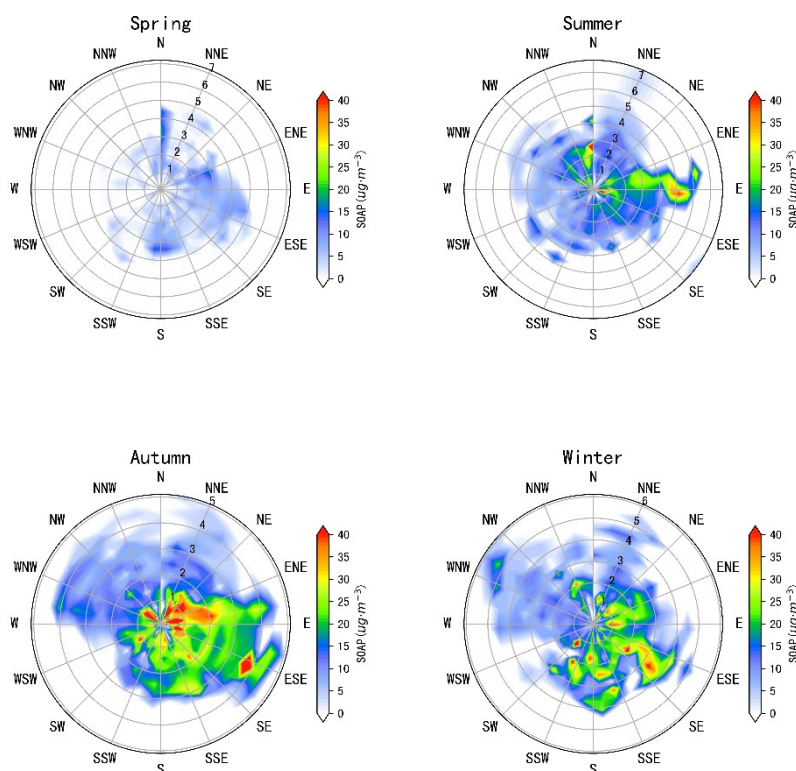 Spring
N
NNW
NNE
NW
NE
WNW
ENE
W
E
WSW
ESE
SW
SE
SSW
SSE
S
1
2
3
4
5
6
7
40
35
30
25
20
15
10
5
0
SOAP (ug·m⁻³)
Summer
N
NNW
NNE
NW
NE
WNW
ENE
W
E
WSW
ESE
SW
SE
SSW
SSE
S
1
2
3
4
5
6
7
40
35
30
25
20
15
10
5
0
SOAP (ug·m⁻³)
Autumn
N
NNW
NNE
NW
NE
WNW
ENE
W
E
WSW
ESE
SW
SE
SSW
SSE
S
1
2
3
4
5
40
35
30
25
20
15
10
5
0
SOAP (ug·m⁻³)
Winter
N
NNW
NNE
NW
NE
WNW
ENE
W
E
WSW
ESE
SW
SE
SSW
SSE
S
1
2
3
4
5
6
40
35
30
25
20
15
10
5
0
SOAP (ug·m⁻³)